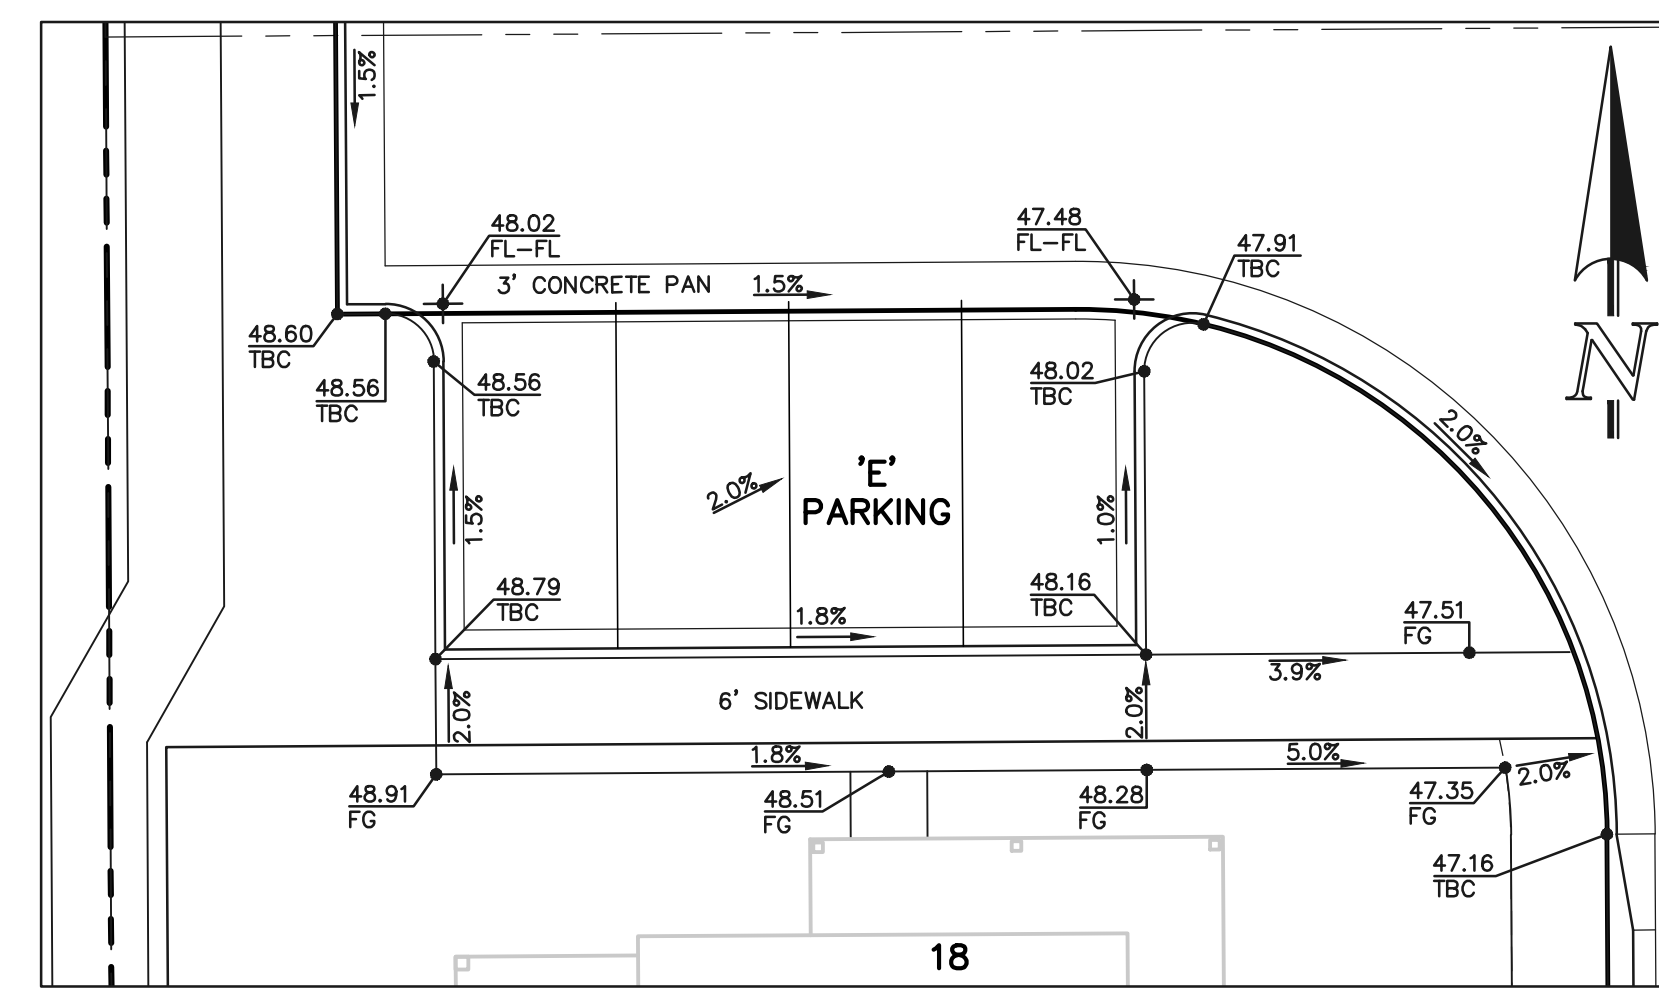 1.5%
48.02
FL-FL
47.48
FL-FL
47.91
TBC
3' CONCRETE PAN
1.5%
48.60
TBC
48.56
TBC
48.56
TBC
48.02
TBC
N
2.0%
'E'
PARKING
2.0%
1.5%
1.0%
48.79
TBC
48.16
TBC
1.8%
47.51
FG
3.9%
6' SIDEWALK
2.0%
2.0%
1.8%
5.0%
2.0%
48.91
FG
48.51
FG
48.28
FG
47.35
FG
47.16
TBC
18